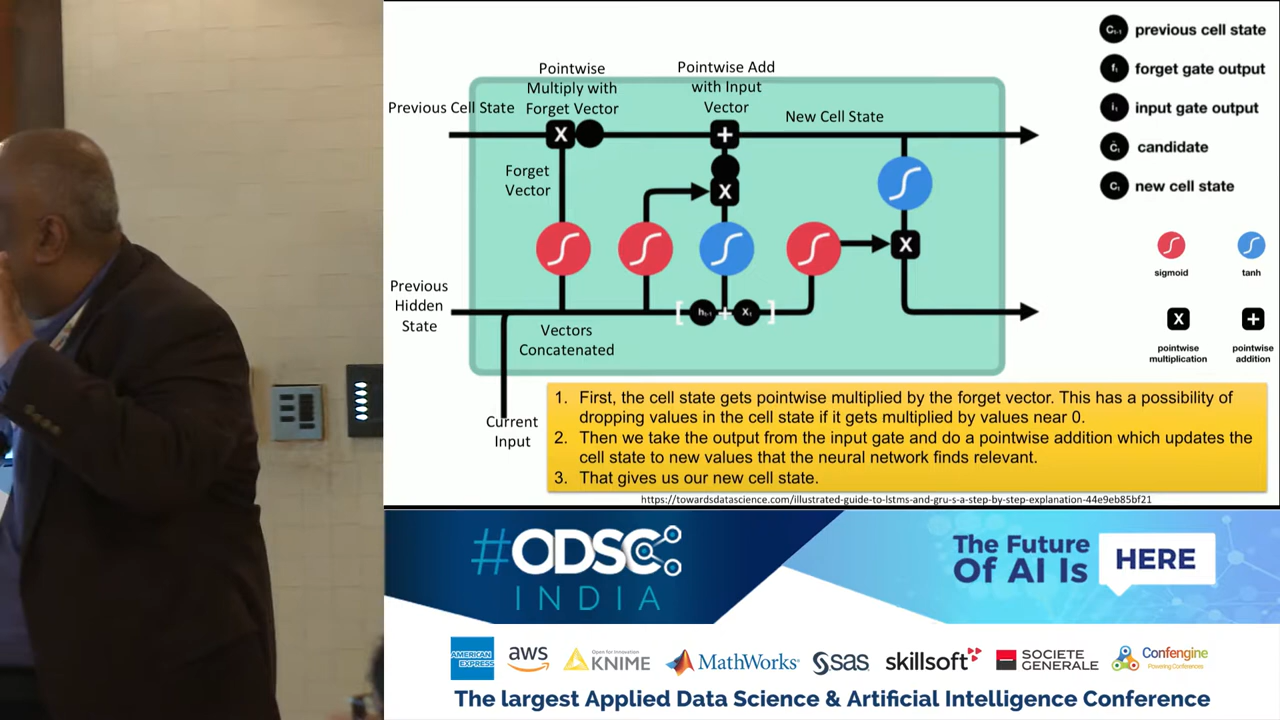 Previous Cell State
Pointwise
Multiply with
Forget Vector
Pointwise Add
with Input
Vector
New Cell State
Forget
Vector
Previous
Hidden
State
Vectors
Concatenated
Current
Input
X
+
X
X
[ hₜ₋₁ + Xₜ ]
Cₜ₋₁ previous cell state
fₜ forget gate output
iₜ input gate output
C̃ₜ candidate
Cₜ new cell state
sigmoid
tanh
X
+
pointwise
multiplication
pointwise
addition
1. First, the cell state gets pointwise multiplied by the forget vector. This has a possibility of
dropping values in the cell state if it gets multiplied by values near 0.
2. Then we take the output from the input gate and do a pointwise addition which updates the
cell state to new values that the neural network finds relevant.
3. That gives us our new cell state.
https://towardsdatascience.com/illustrated-guide-to-lstms-and-gru-s-a-step-by-step-explanation-44e9eb85bf21
#ODSC
INDIA
The Future
Of AI Is
HERE
AMERICAN
EXPRESS
aws
Open for Innovation
KNIME
MathWorks®
sas
skillsoft
SOCIETE
GENERALE
Confengine
Powering Conferences
The largest Applied Data Science & Artificial Intelligence Conference